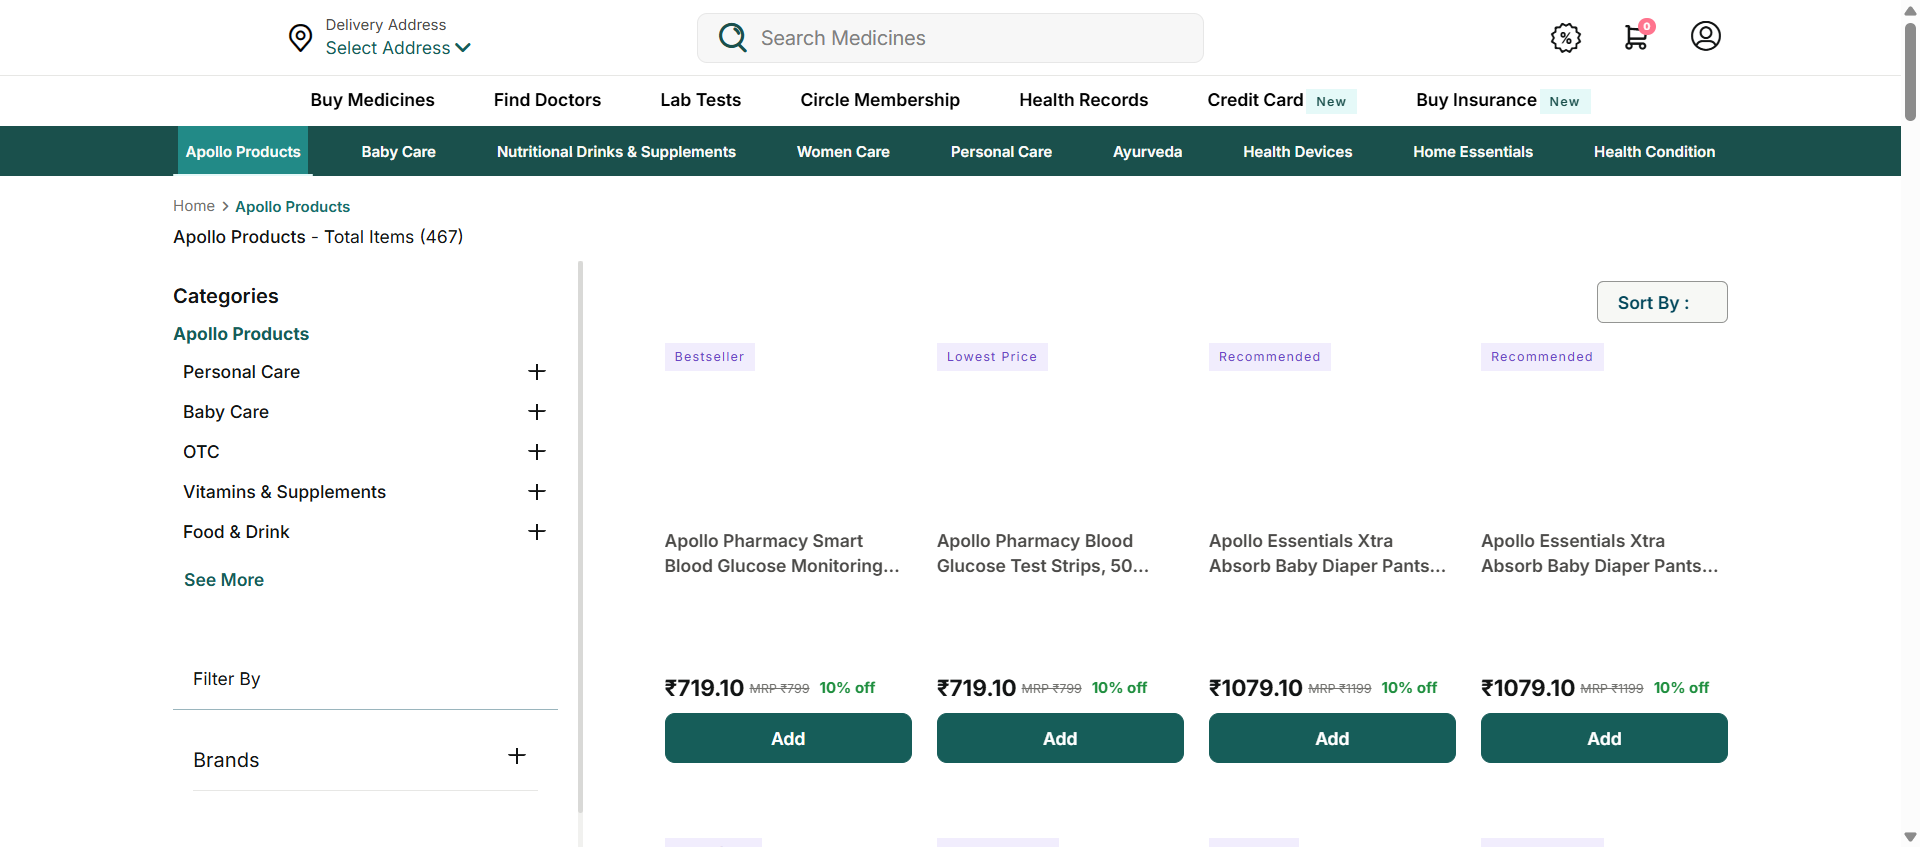 Delivery Address
Select Address
Search Medicines
0
Buy Medicines
Find Doctors
Lab Tests
Circle Membership
Health Records
Credit Card New
Buy Insurance New
Apollo Products
Baby Care
Nutritional Drinks & Supplements
Women Care
Personal Care
Ayurveda
Health Devices
Home Essentials
Health Condition
Home > Apollo Products
Apollo Products - Total Items (467)
Categories
Apollo Products
Personal Care
Baby Care
OTC
Vitamins & Supplements
Food & Drink
See More
Filter By
Brands
Sort By :
Bestseller
Apollo Pharmacy Smart
Blood Glucose Monitoring...
₹719.10 MRP ₹799 10% off
Add
Lowest Price
Apollo Pharmacy Blood
Glucose Test Strips, 50...
₹719.10 MRP ₹799 10% off
Add
Recommended
Apollo Essentials Xtra
Absorb Baby Diaper Pants...
₹1079.10 MRP ₹1199 10% off
Add
Recommended
Apollo Essentials Xtra
Absorb Baby Diaper Pants...
₹1079.10 MRP ₹1199 10% off
Add